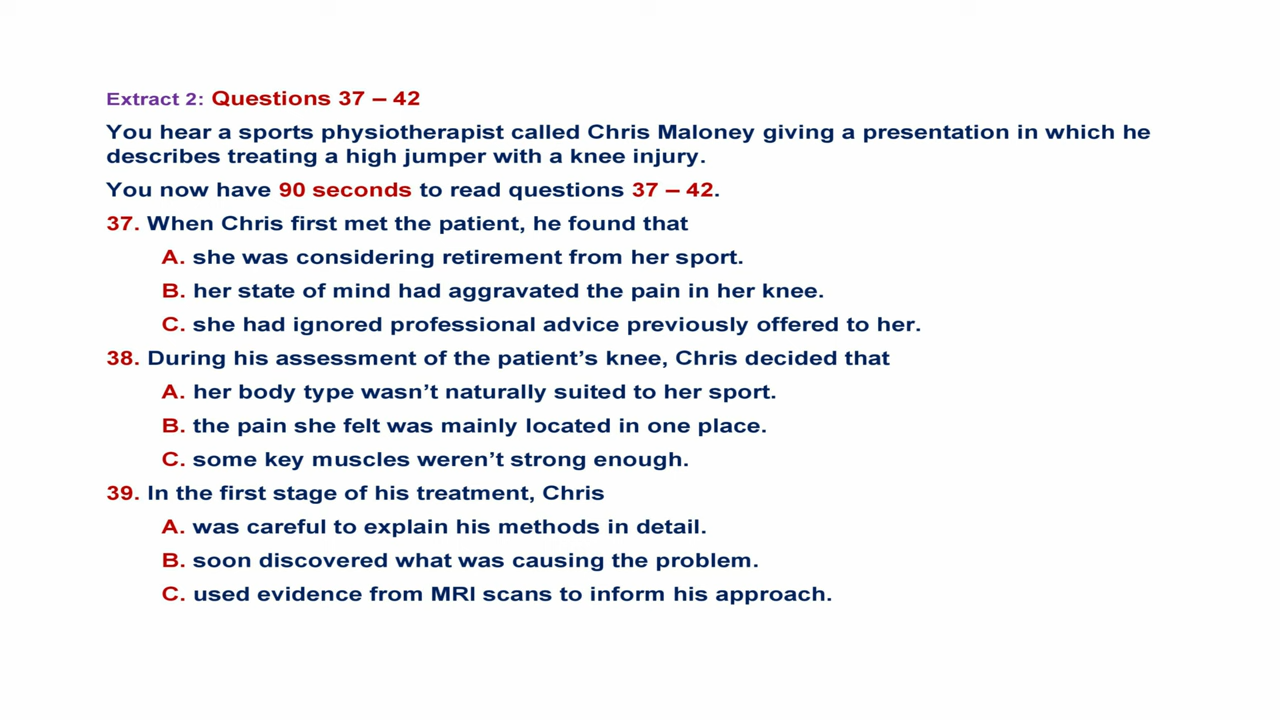 Extract 2: Questions 37 – 42
You hear a sports physiotherapist called Chris Maloney giving a presentation in which he
describes treating a high jumper with a knee injury.
You now have 90 seconds to read questions 37 – 42.
37. When Chris first met the patient, he found that
A. she was considering retirement from her sport.
B. her state of mind had aggravated the pain in her knee.
C. she had ignored professional advice previously offered to her.
38. During his assessment of the patient’s knee, Chris decided that
A. her body type wasn’t naturally suited to her sport.
B. the pain she felt was mainly located in one place.
C. some key muscles weren’t strong enough.
39. In the first stage of his treatment, Chris
A. was careful to explain his methods in detail.
B. soon discovered what was causing the problem.
C. used evidence from MRI scans to inform his approach.